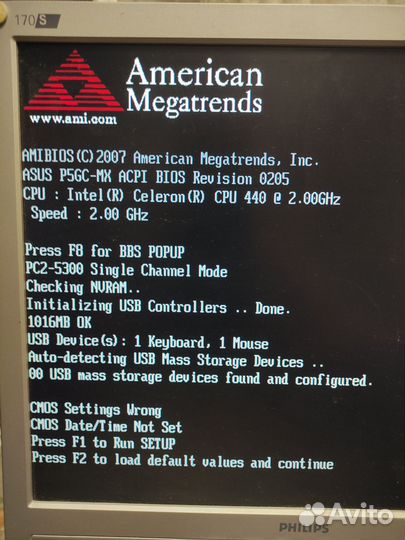 170 S
American
Megatrends
www.ami.com
AMIBIOS(C)2007 American Megatrends, Inc.
ASUS P5GC-MX ACPI BIOS Revision 0205
CPU : Intel(R) Celeron(R) CPU 440 @ 2.00GHz
Speed : 2.00 GHz
Press F8 for BBS POPUP
PC2-5300 Single Channel Mode
Checking NVRAM..
Initializing USB Controllers .. Done.
1016MB OK
USB Device(s): 1 Keyboard, 1 Mouse
Auto-detecting USB Mass Storage Devices ..
00 USB mass storage devices found and configured.
CMOS Settings Wrong
CMOS Date/Time Not Set
Press F1 to Run SETUP
Press F2 to load default values and continue
PHILIPS
Avito